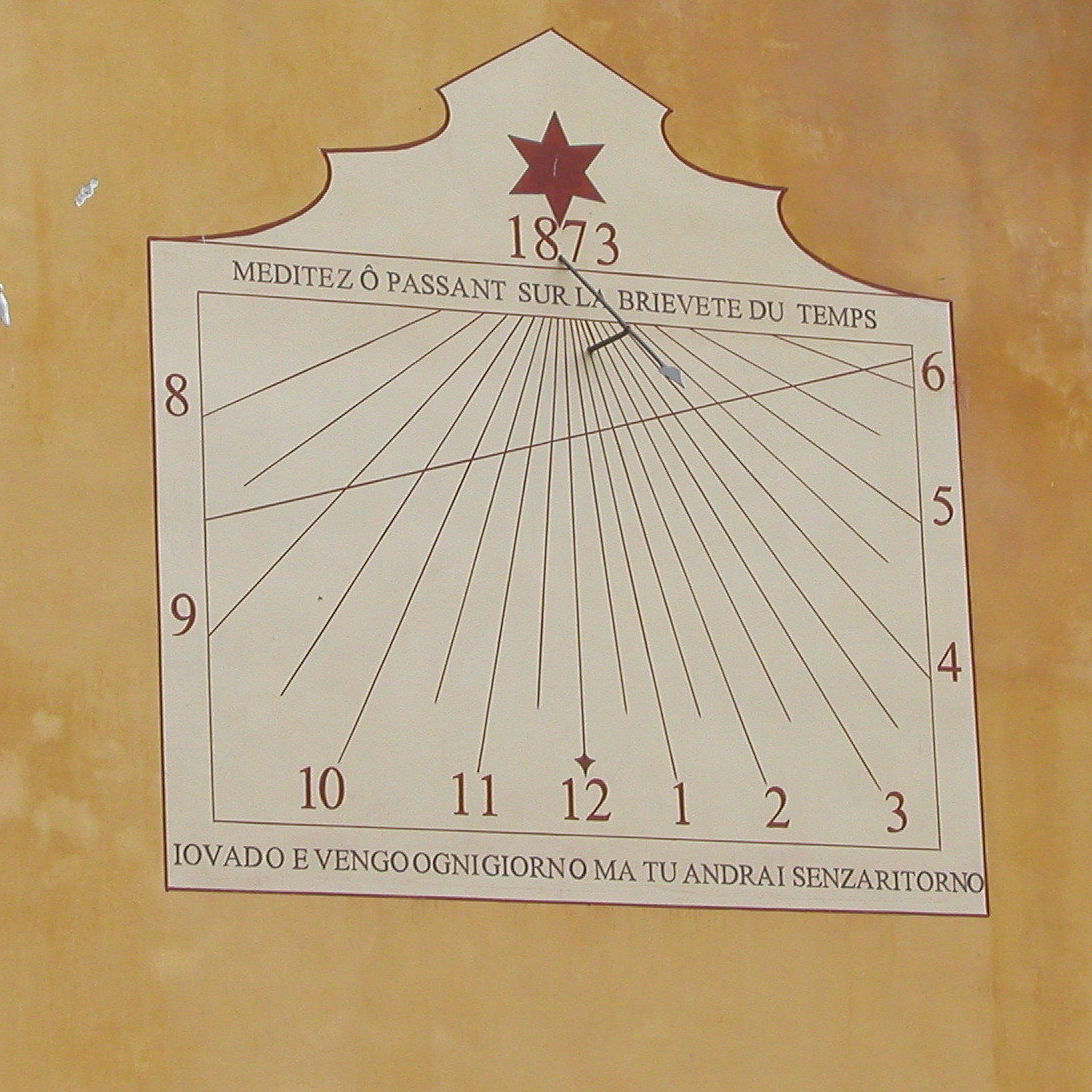 1873
MEDITEZ Ô PASSANT SUR LA BRIEVETE DU TEMPS
8
6
5
9
4
10 11 12 1 2 3
IO VADO E VENGO OGNI GIORNO MA TU ANDRAI SENZA RITORNO